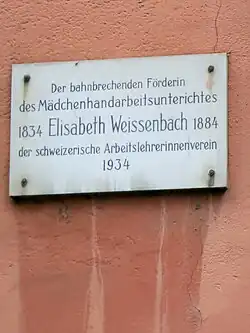 Der bahnbrechenden Förderin
des Mädchenhandarbeitsunterichtes
1834 Elisabeth Weissenbach 1884
der schweizerische Arbeitslehrerinnenverein
1934